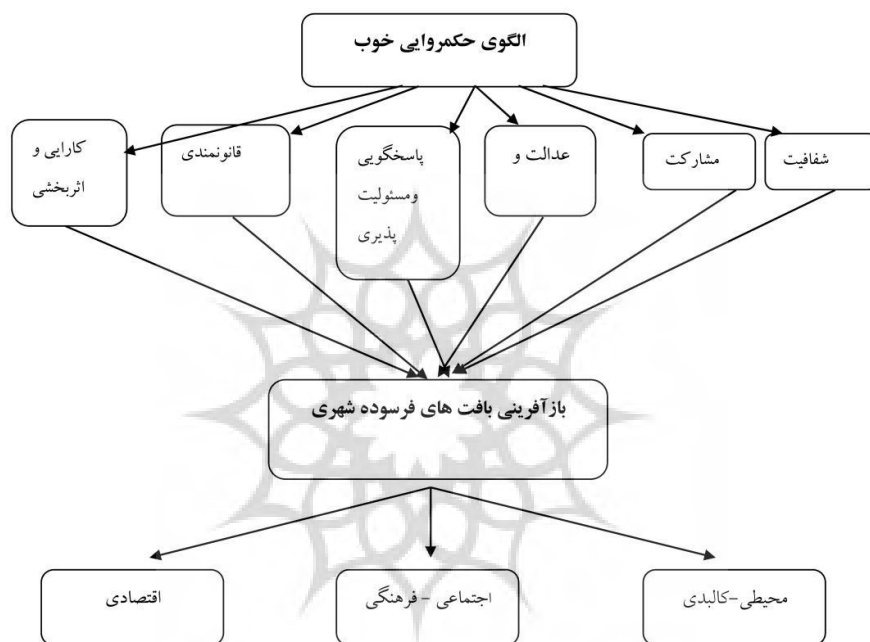 الگوی حکمروایی خوب
شفافیت
مشارکت
عدالت و
پاسخگویی
ومسئولیت
پذیری
قانونمندی
کارایی و
اثربخشی
بازآفرینی بافت های فرسوده شهری
محیطی-کالبدی
اجتماعی - فرهنگی
اقتصادی